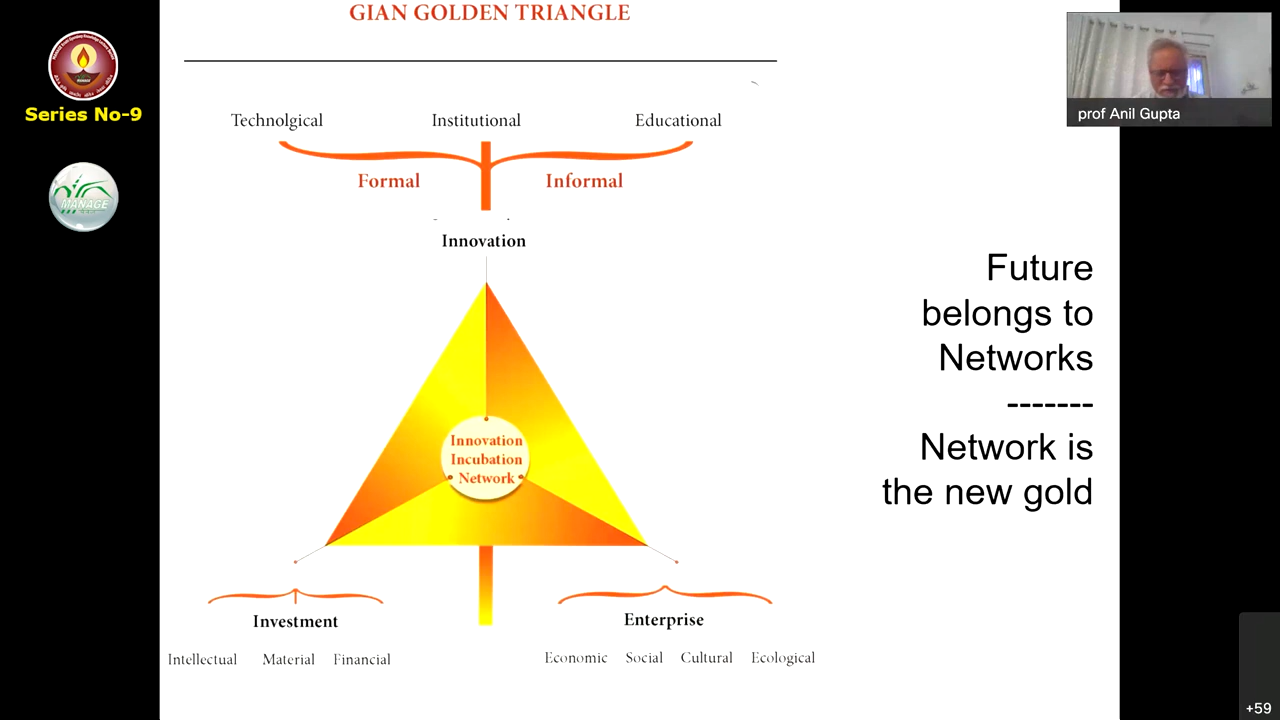 GIAN GOLDEN TRIANGLE
Series No-9
MANAGE
prof Anil Gupta
Technolgical Institutional Educational
Formal Informal
Innovation
Innovation
Incubation
Network
Future
belongs to
Networks
-------
Network is
the new gold
Investment
Intellectual Material Financial
Enterprise
Economic Social Cultural Ecological
+59